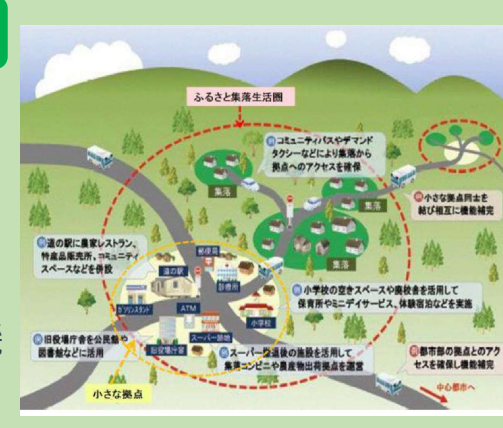 ふるさと集落生活圏
コミュニティバスやデマンド
タクシーなどにより集落から
拠点へのアクセスを確保
集落
集落
小さな拠点同士を
結び相互に機能補完
道の駅に農家レストラン、
特産品販売所、コミュニティ
スペースなどを併設
郵便局
道の駅
診療所
集落
小学校の空きスペースや廃校舎を活用して
保育所やミニデイサービス、体験宿泊などを実施
ガソリンスタンド
ATM
小学校
スーパー跡地
旧役場庁舎を公民館や
図書館などに活用
旧役場庁舎
スーパー撤退後の施設を活用して
集落コンビニや農産物出荷拠点を運営
都市部の拠点とのアク
セスを確保し機能補完
小さな拠点
中心都市へ